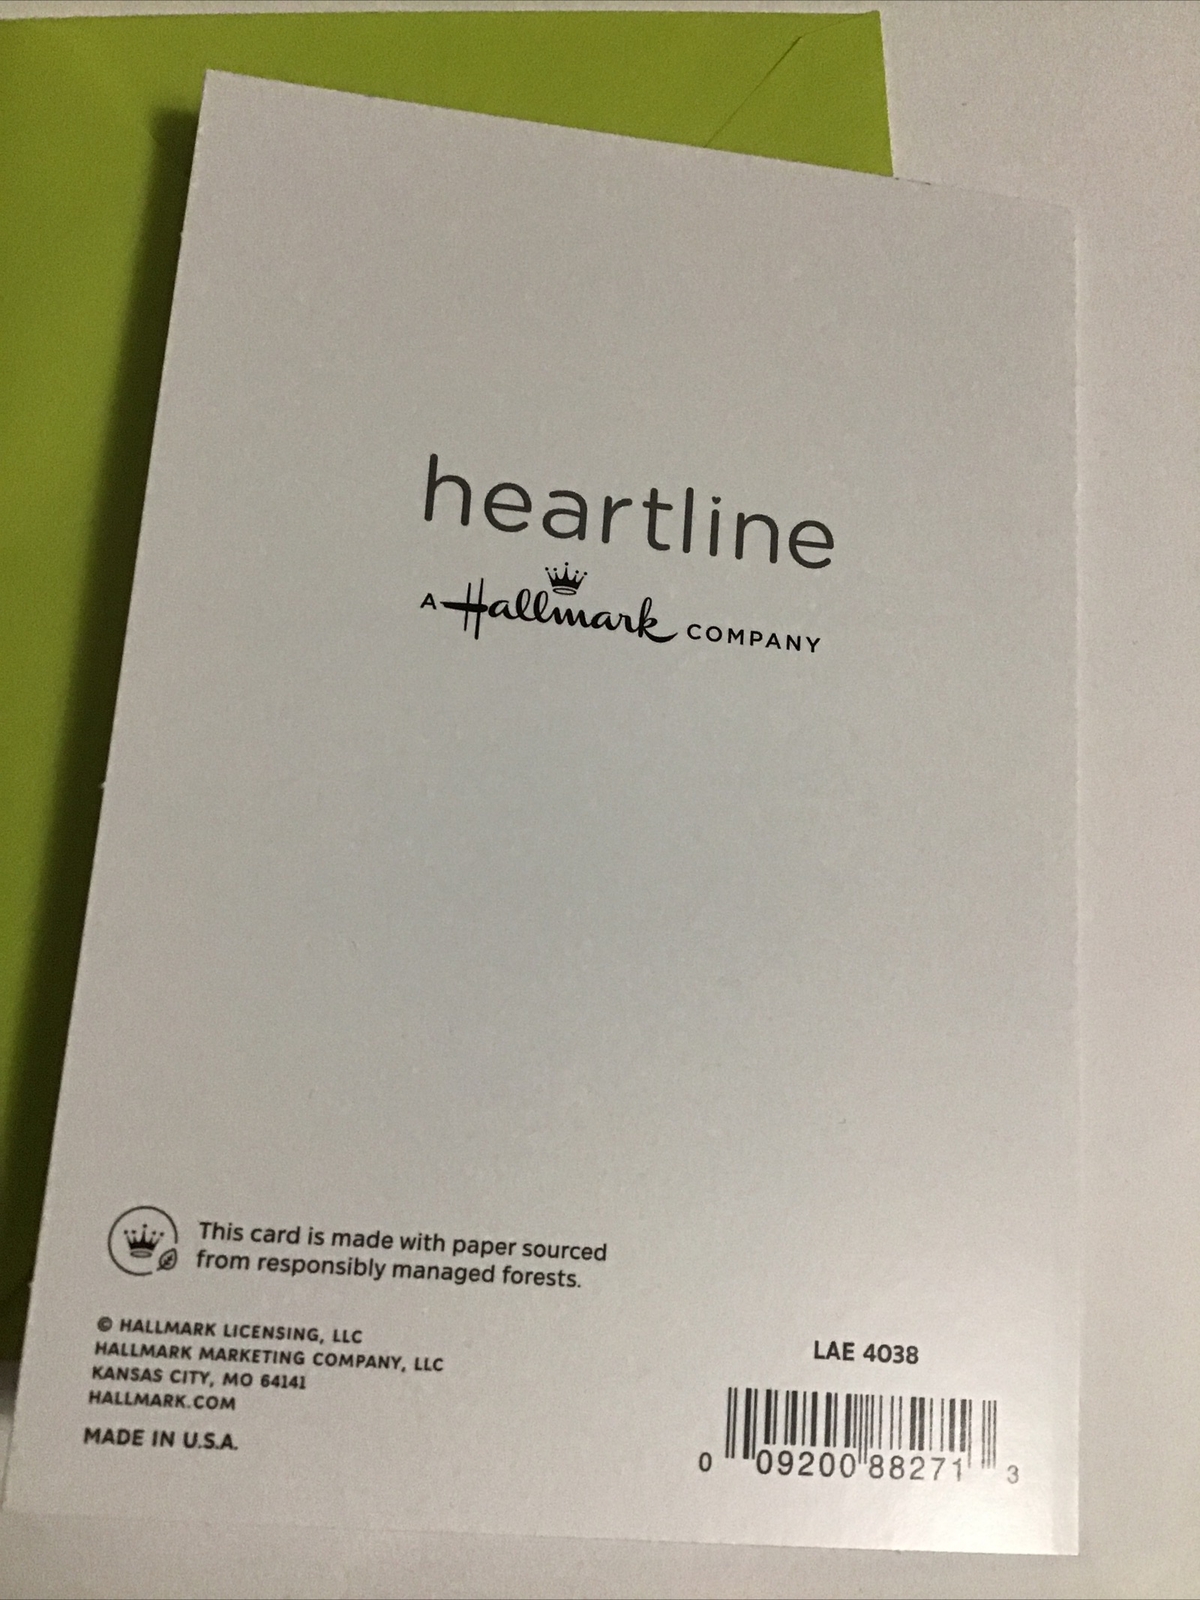 heartline
A Hallmark COMPANY
This card is made with paper sourced
from responsibly managed forests.
© HALLMARK LICENSING, LLC
HALLMARK MARKETING COMPANY, LLC
KANSAS CITY, MO 64141
HALLMARK.COM
MADE IN U.S.A.
LAE 4038
0 09200 88271 3